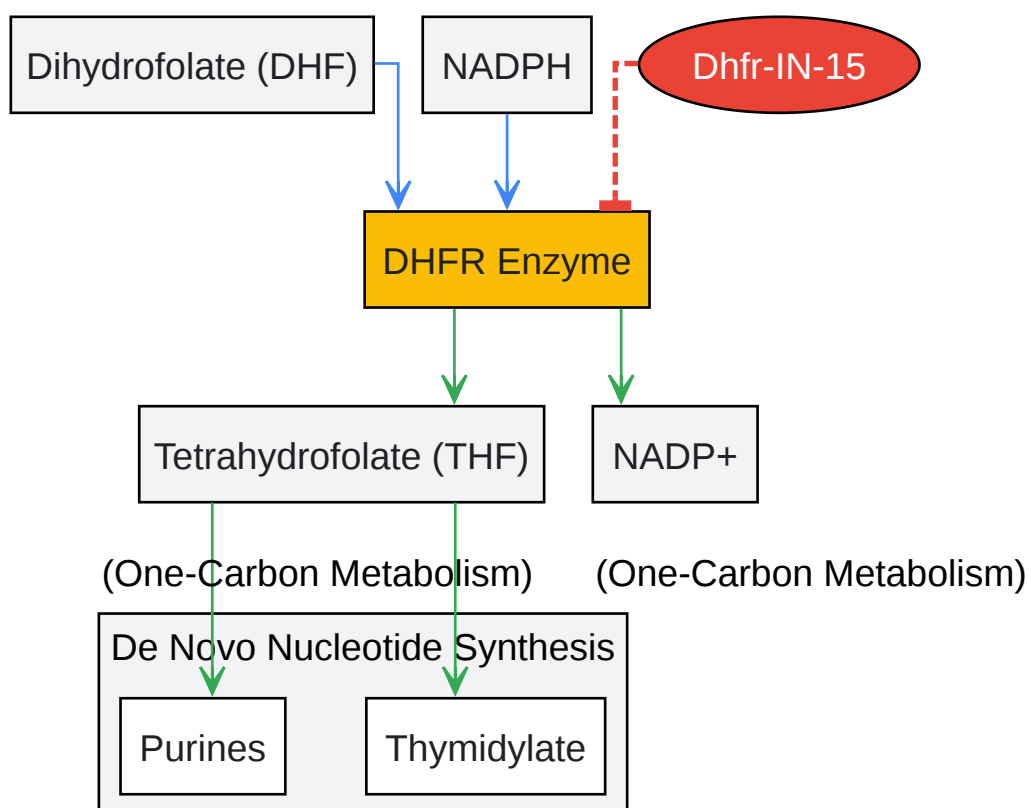 Dihydrofolate (DHF)
NADPH
Dhfr-IN-15
DHFR Enzyme
Tetrahydrofolate (THF)
NADP+
(One-Carbon Metabolism)
(One-Carbon Metabolism)
De Novo Nucleotide Synthesis
Purines
Thymidylate